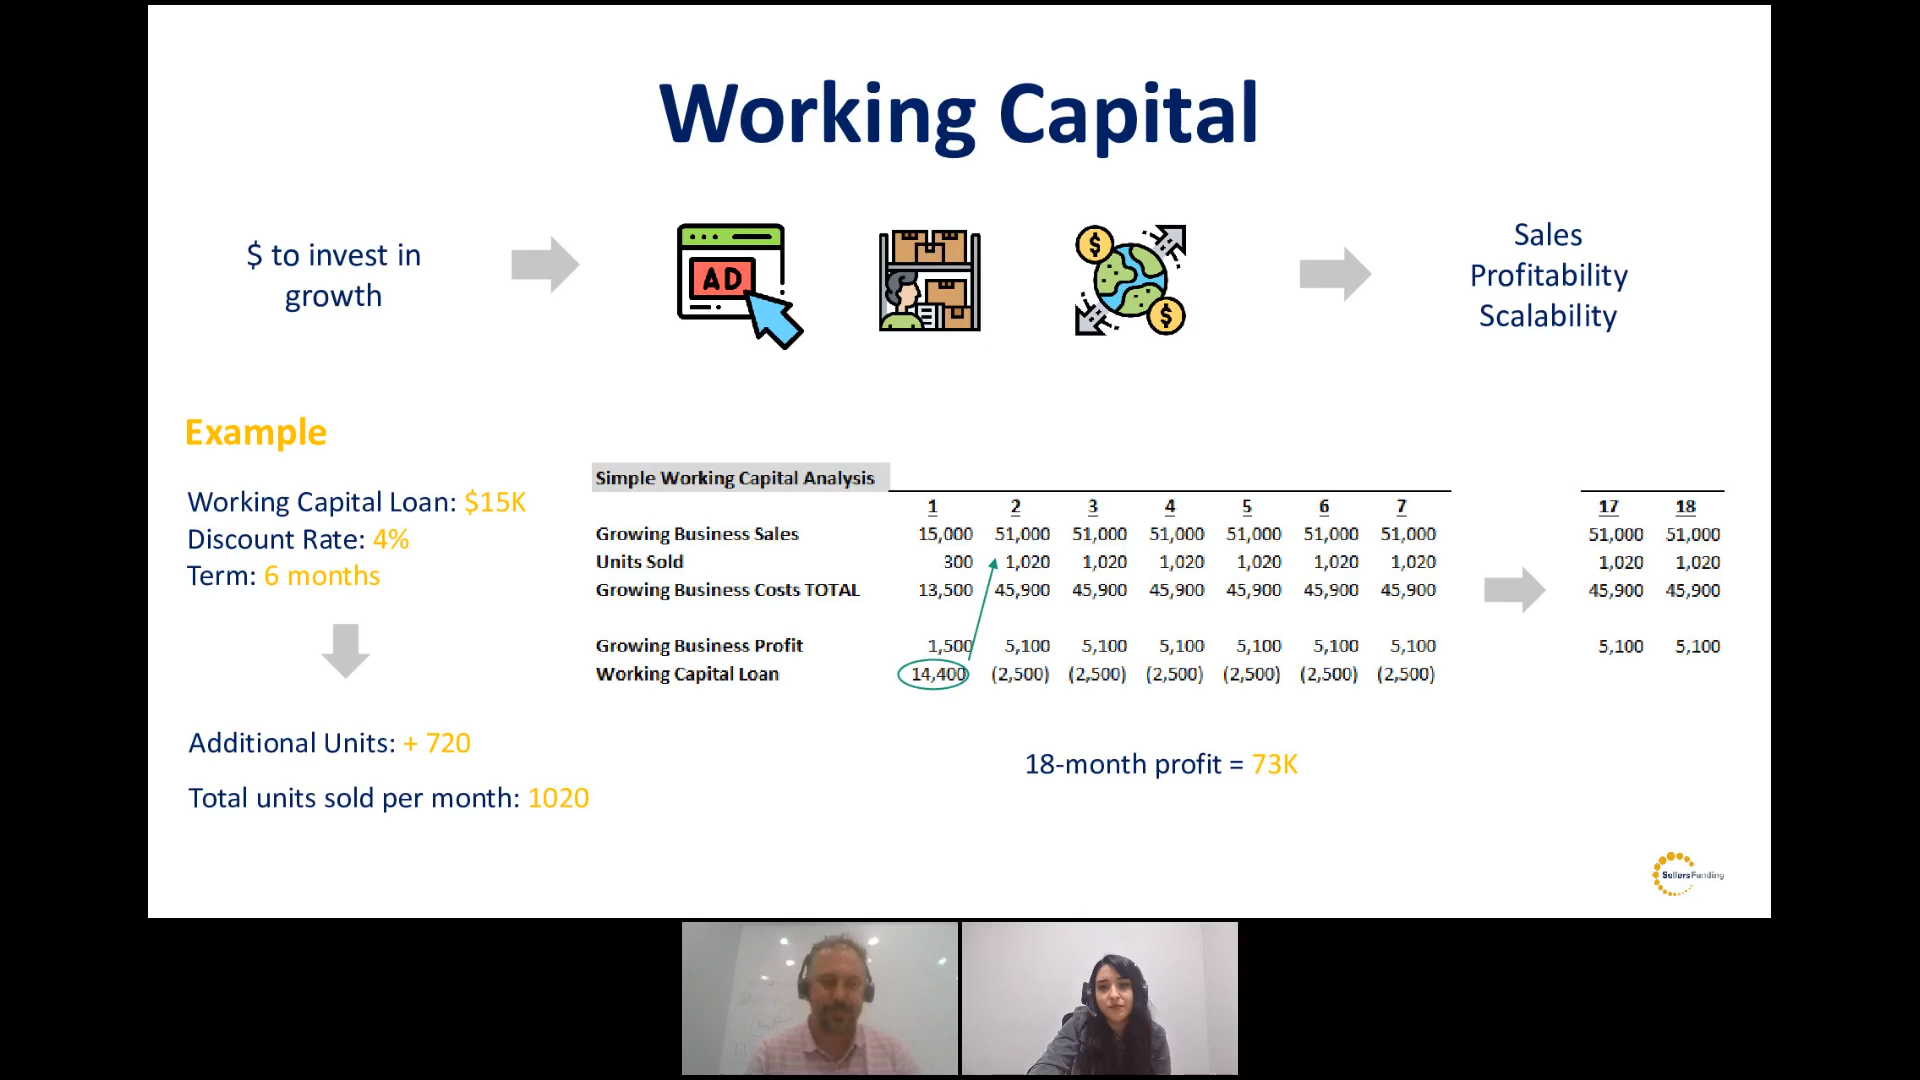 Working Capital
$ to invest in
growth
AD
$
$
Sales
Profitability
Scalability
Example
Working Capital Loan: $15K
Discount Rate: 4%
Term: 6 months
Additional Units: + 720
Total units sold per month: 1020
Simple Working Capital Analysis
1 2 3 4 5 6 7 17 18
Growing Business Sales 15,000 51,000 51,000 51,000 51,000 51,000 51,000 51,000 51,000
Units Sold 300 1,020 1,020 1,020 1,020 1,020 1,020 1,020 1,020
Growing Business Costs TOTAL 13,500 45,900 45,900 45,900 45,900 45,900 45,900 45,900 45,900
Growing Business Profit 1,500 5,100 5,100 5,100 5,100 5,100 5,100 5,100 5,100
Working Capital Loan 14,400 (2,500) (2,500) (2,500) (2,500) (2,500) (2,500)
18-month profit = 73K
SellersFunding